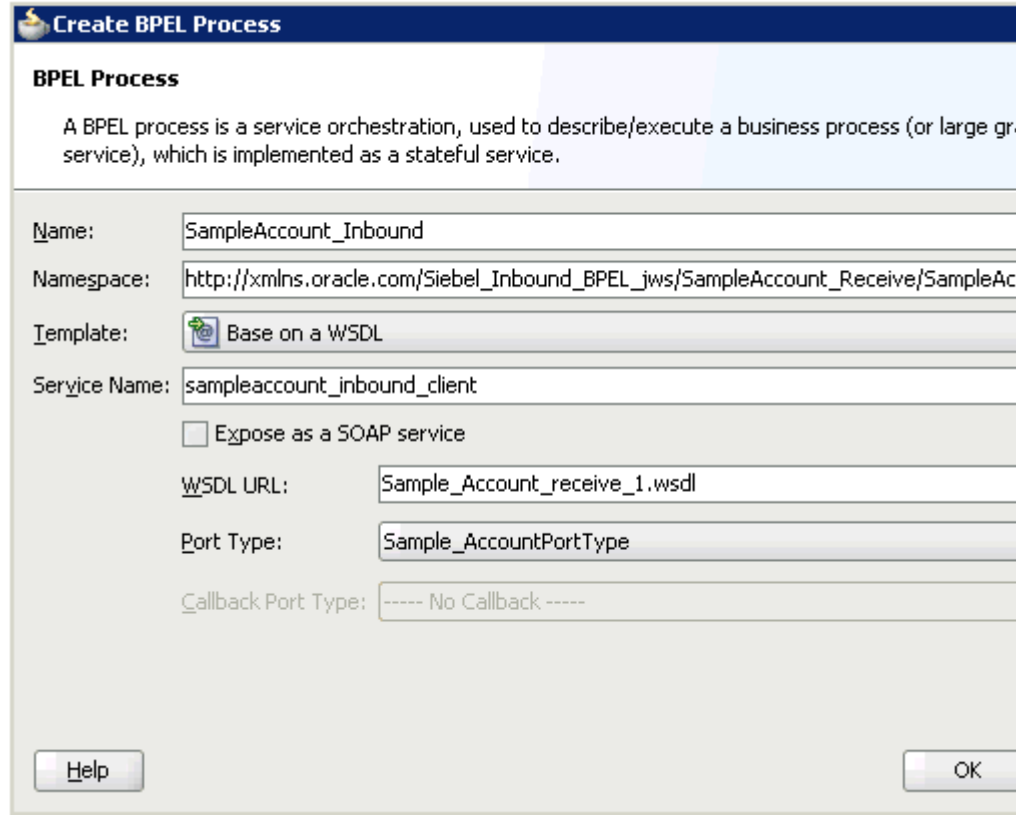 Create BPEL Process
BPEL Process
A BPEL process is a service orchestration, used to describe/execute a business process (or large gra
service), which is implemented as a stateful service.
Name: SampleAccount_Inbound
Namespace: http://xmlns.oracle.com/Siebel_Inbound_BPEL_jws/SampleAccount_Receive/SampleAc
Template: Base on a WSDL
Service Name: sampleaccount_inbound_client
Expose as a SOAP service
WSDL URL: Sample_Account_receive_1.wsdl
Port Type: Sample_AccountPortType
Callback Port Type: ----- No Callback -----
Help OK